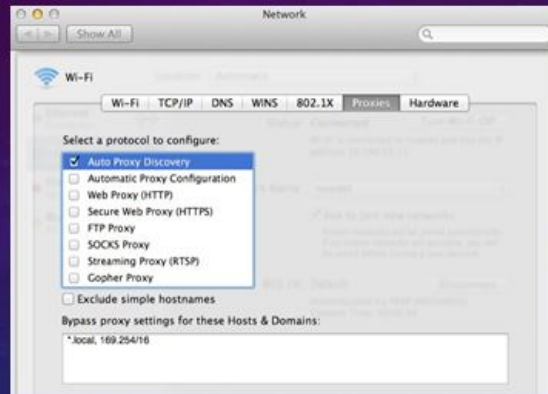 Network
Show All
Wi-Fi
Wi-Fi TCP/IP DNS WINS 802.1X Proxies Hardware
Select a protocol to configure:
Auto Proxy Discovery
Automatic Proxy Configuration
Web Proxy (HTTP)
Secure Web Proxy (HTTPS)
FTP Proxy
SOCKS Proxy
Streaming Proxy (RTSP)
Gopher Proxy
Exclude simple hostnames
Bypass proxy settings for these Hosts & Domains:
*.local, 169.254/16